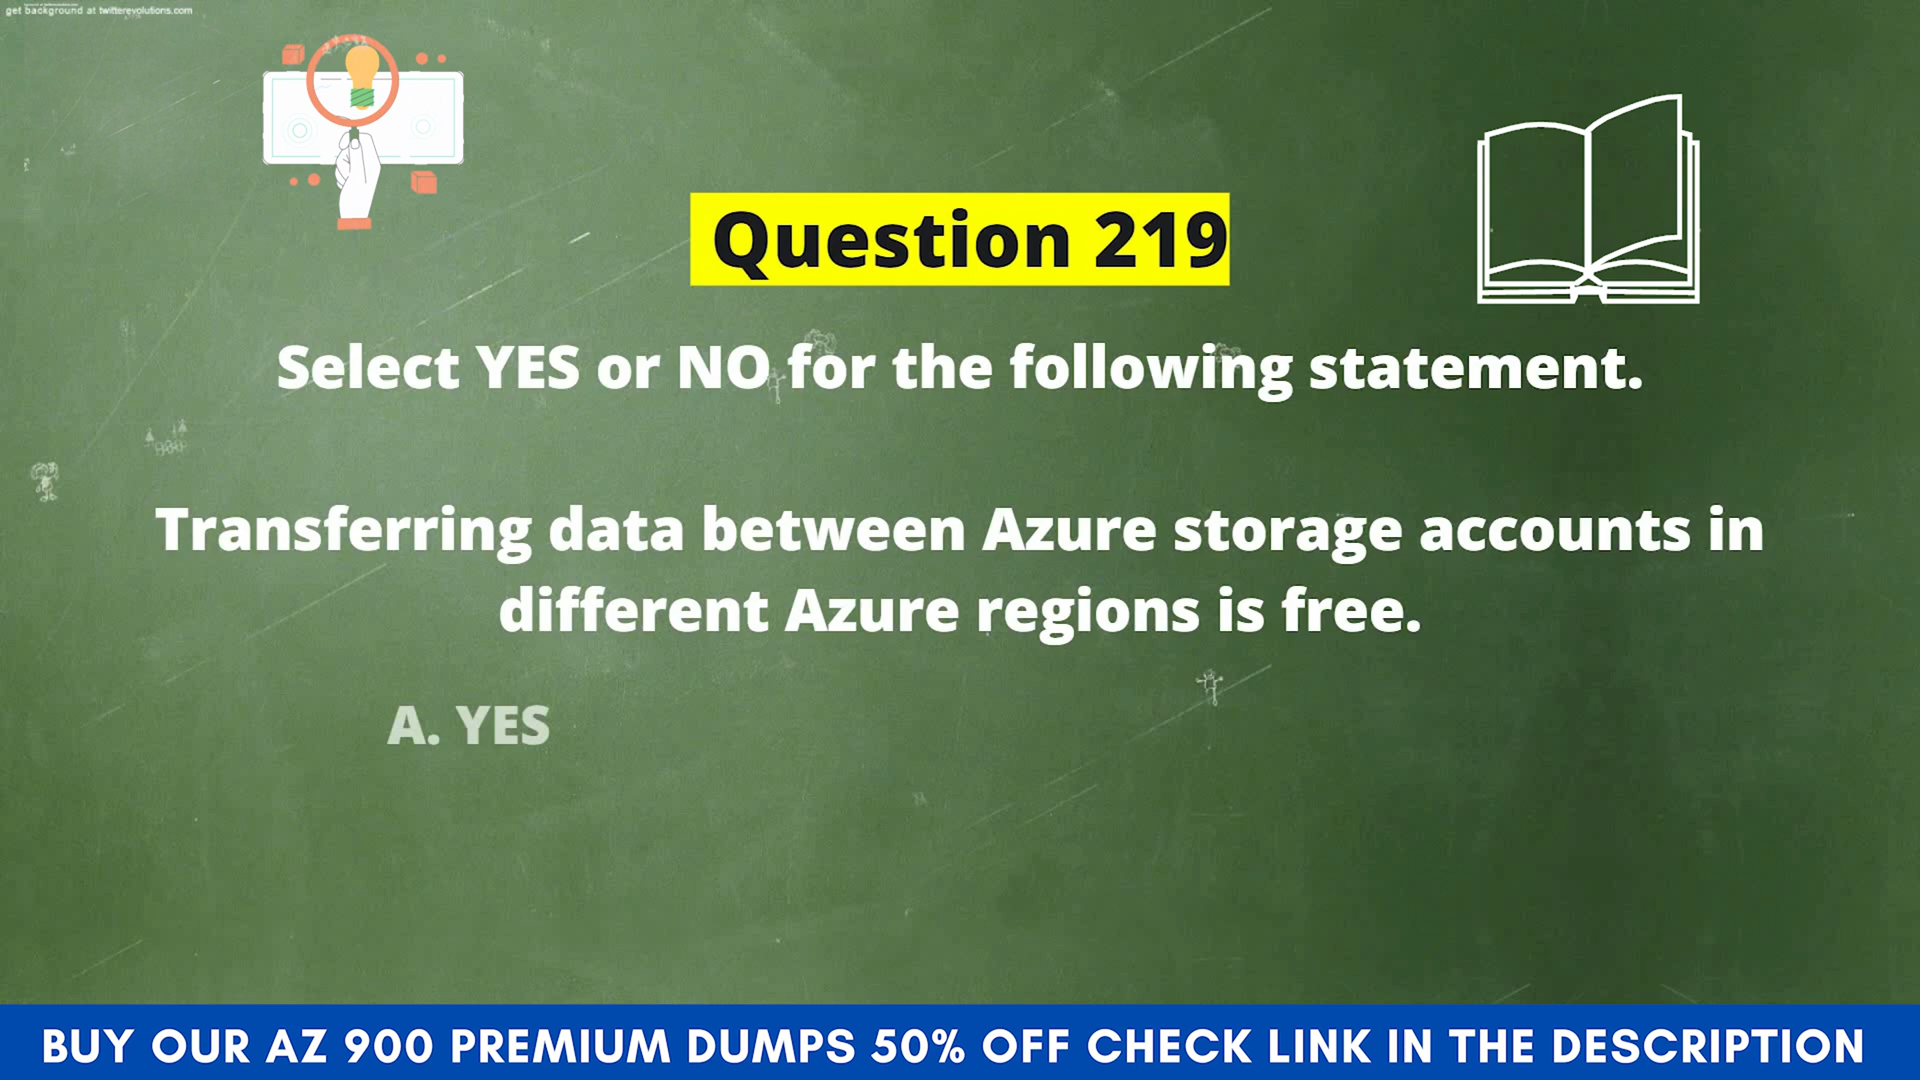 get background at twitterevolutions.com
Question 219
Select YES or NO for the following statement.
Transferring data between Azure storage accounts in
different Azure regions is free.
A. YES
BUY OUR AZ 900 PREMIUM DUMPS 50% OFF CHECK LINK IN THE DESCRIPTION